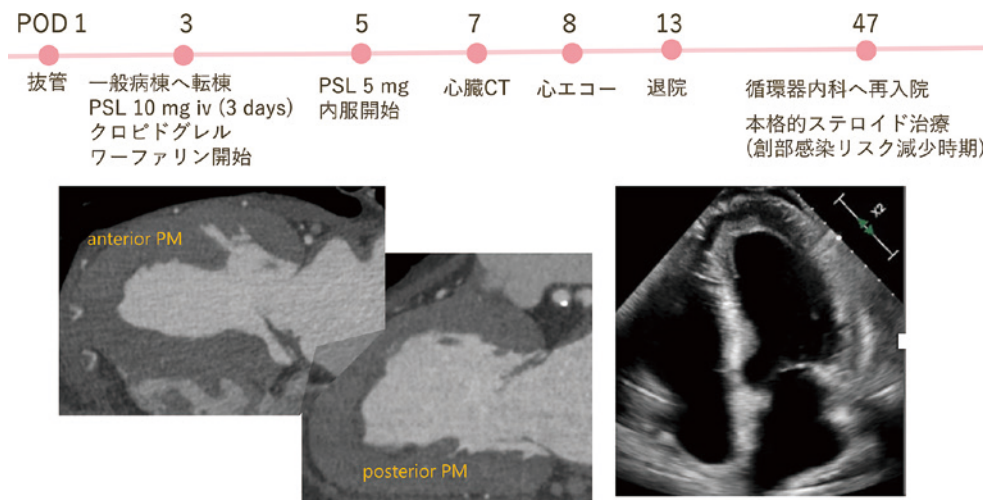 POD 1
3
5
7
8
13
47
抜管
一般病棟へ転棟
PSL 10 mg iv (3 days)
クロピドグレル
ワーファリン開始
PSL 5 mg
内服開始
心臓CT
心エコー
退院
循環器内科へ再入院
本格的ステロイド治療
(創部感染リスク減少時期)
anterior PM
posterior PM
X2